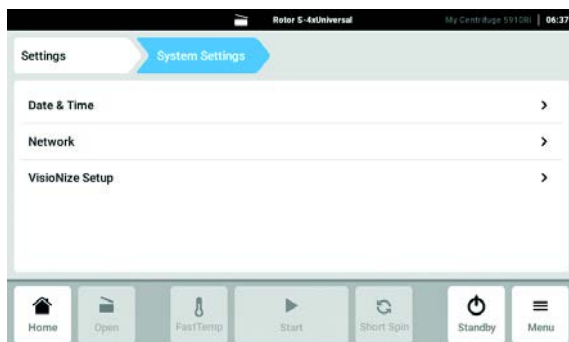 Rotor S-4xUniversal My Centrifuge 5910Ri 06:37
Settings System Settings
Date & Time
Network
VisioNize Setup
Home Open FastTemp Start Short Spin Standby Menu